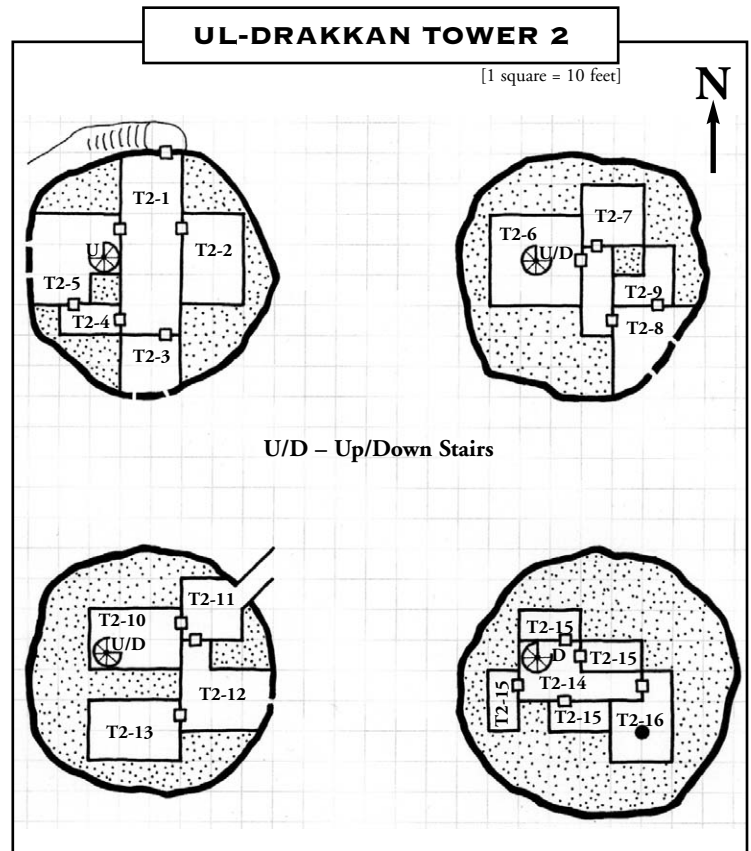 UL-DRAKKAN TOWER 2
[1 square = 10 feet]
N
T2-1
U
T2-2
T2-5
T2-4
T2-3
T2-7
T2-6
U/D
T2-9
T2-8
U/D – Up/Down Stairs
T2-11
T2-10
U/D
T2-12
T2-13
T2-15
D
T2-15
T2-14
T2-15
T2-15
T2-16